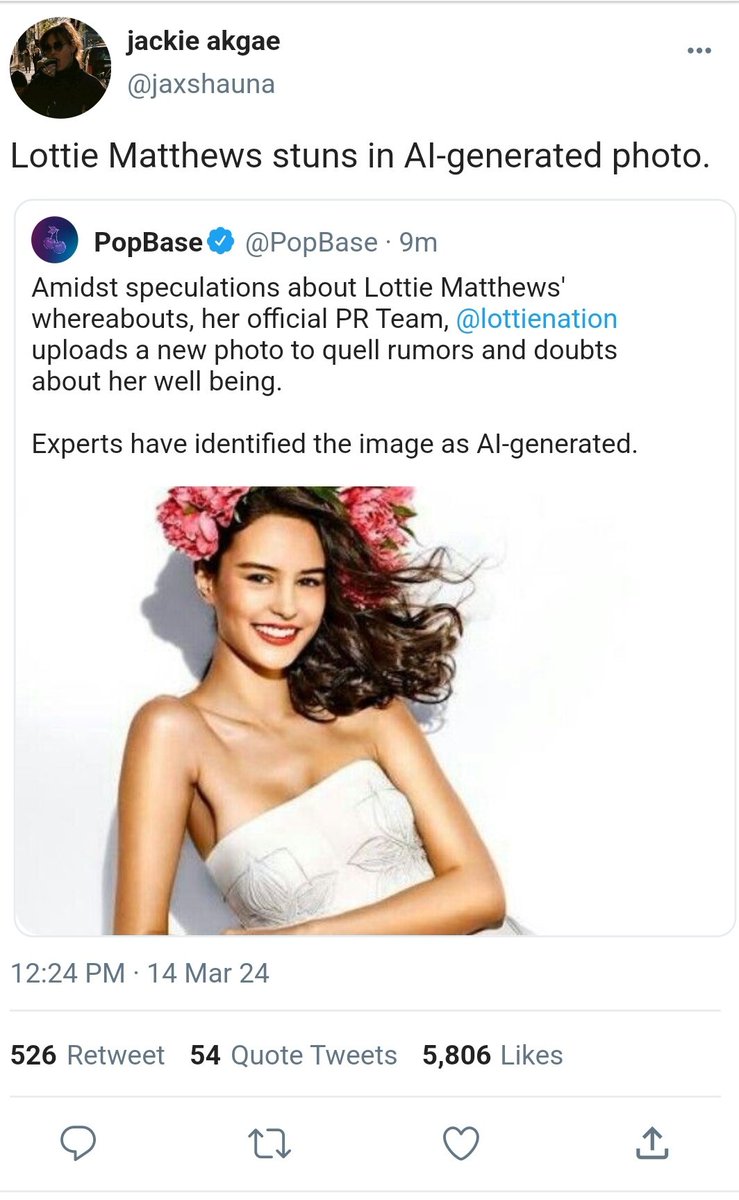 jackie akgae
@jaxshauna
Lottie Matthews stuns in AI-generated photo.
PopBase @PopBase · 9m
Amidst speculations about Lottie Matthews'
whereabouts, her official PR Team, @lottienation
uploads a new photo to quell rumors and doubts
about her well being.
Experts have identified the image as AI-generated.
12:24 PM · 14 Mar 24
526 Retweet 54 Quote Tweets 5,806 Likes